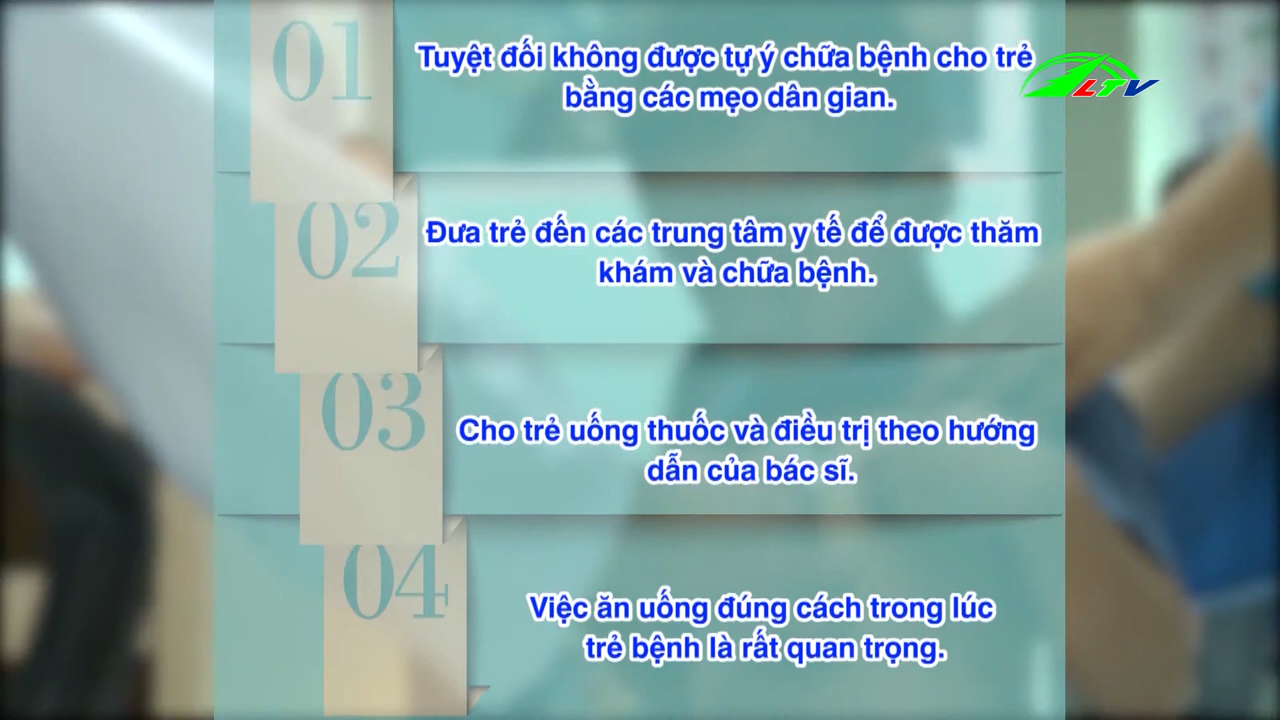 01
Tuyệt đối không được tự ý chữa bệnh cho trẻ
bằng các mẹo dân gian.
LTV
02
Đưa trẻ đến các trung tâm y tế để được thăm
khám và chữa bệnh.
03
Cho trẻ uống thuốc và điều trị theo hướng
dẫn của bác sĩ.
04
Việc ăn uống đúng cách trong lúc
trẻ bệnh là rất quan trọng.